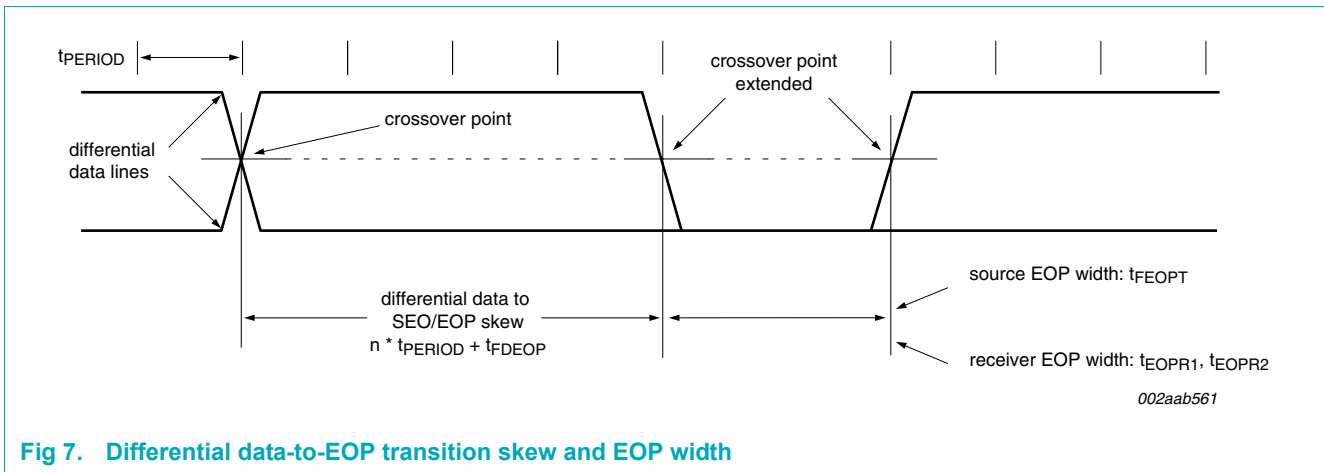 tPERIOD
crossover point
extended
crossover point
differential
data lines
source EOP width: tFEOPT
differential data to
SEO/EOP skew
n * tPERIOD + tFDEOP
receiver EOP width: tEOPR1, tEOPR2
002aab561
Fig 7. Differential data-to-EOP transition skew and EOP width